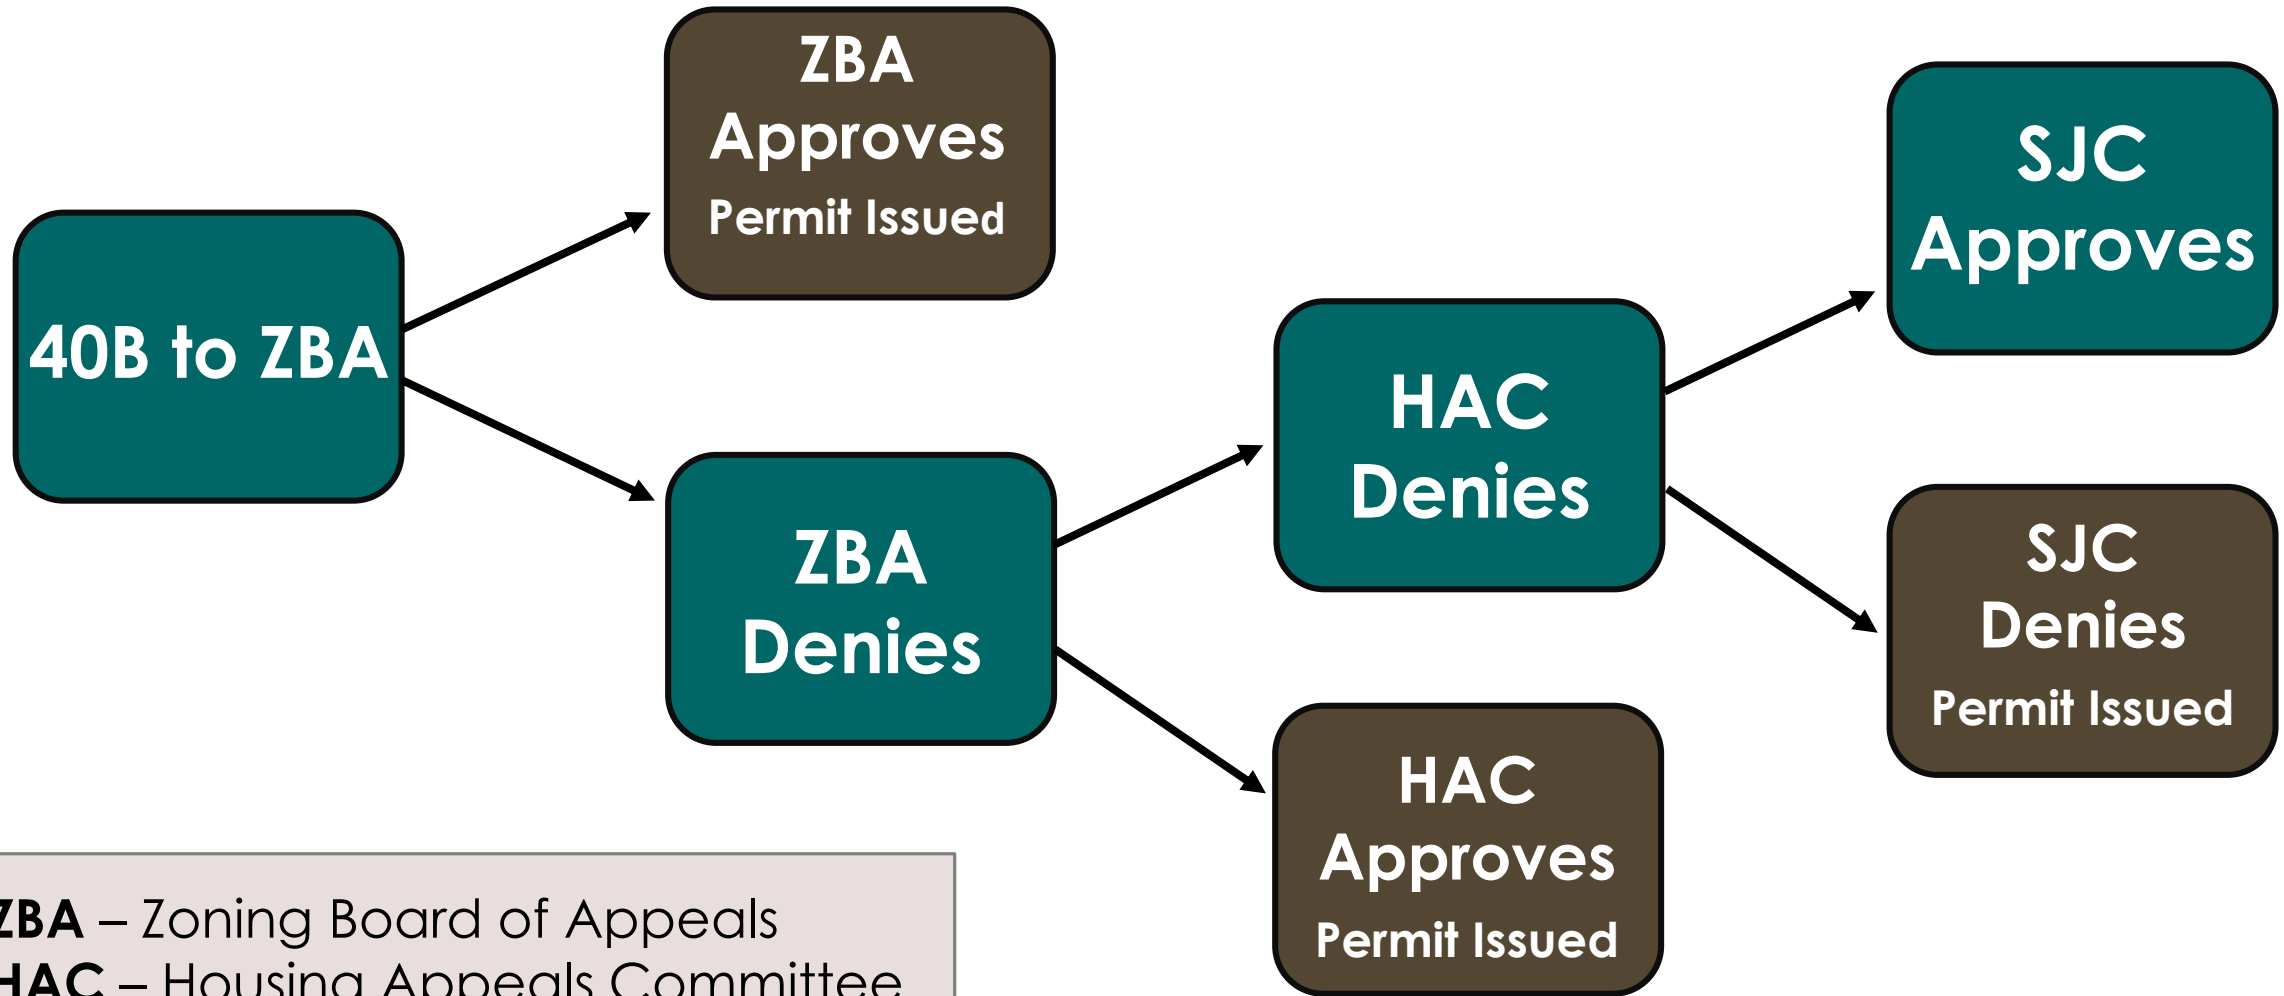 ZBA
Approves
Permit Issued
SJC
Approves
40B to ZBA
HAC
Denies
ZBA
Denies
SJC
Denies
Permit Issued
HAC
Approves
Permit Issued
ZBA – Zoning Board of Appeals
HAC – Housing Appeals Committee